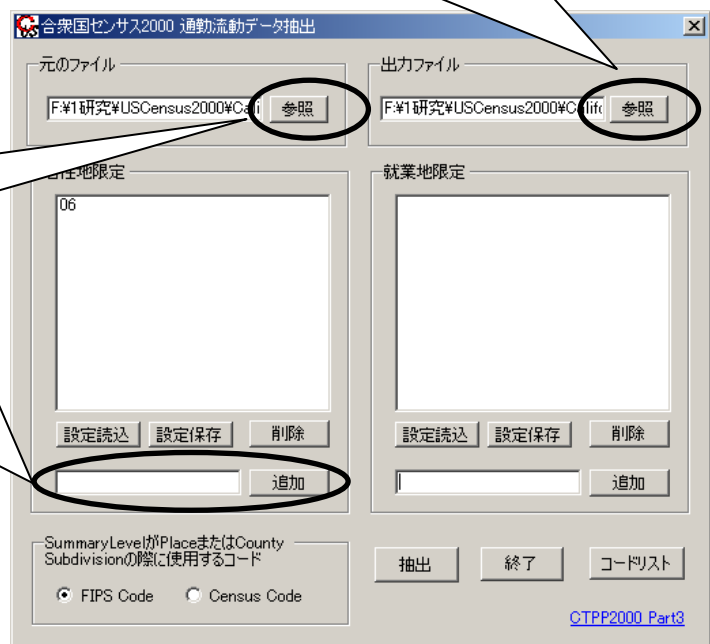 合衆国センサス2000 通勤流動データ抽出
元のファイル
F:¥1研究¥USCensus2000¥Cali
参照
出力ファイル
F:¥1研究¥USCensus2000¥Califo
参照
住地限定
06
設定読込
設定保存
削除
追加
就業地限定
設定読込
設定保存
削除
追加
SummaryLevelがPlaceまたはCounty
Subdivisionの際に使用するコード
FIPS Code
Census Code
抽出
終了
コードリスト
CTPP2000 Part3